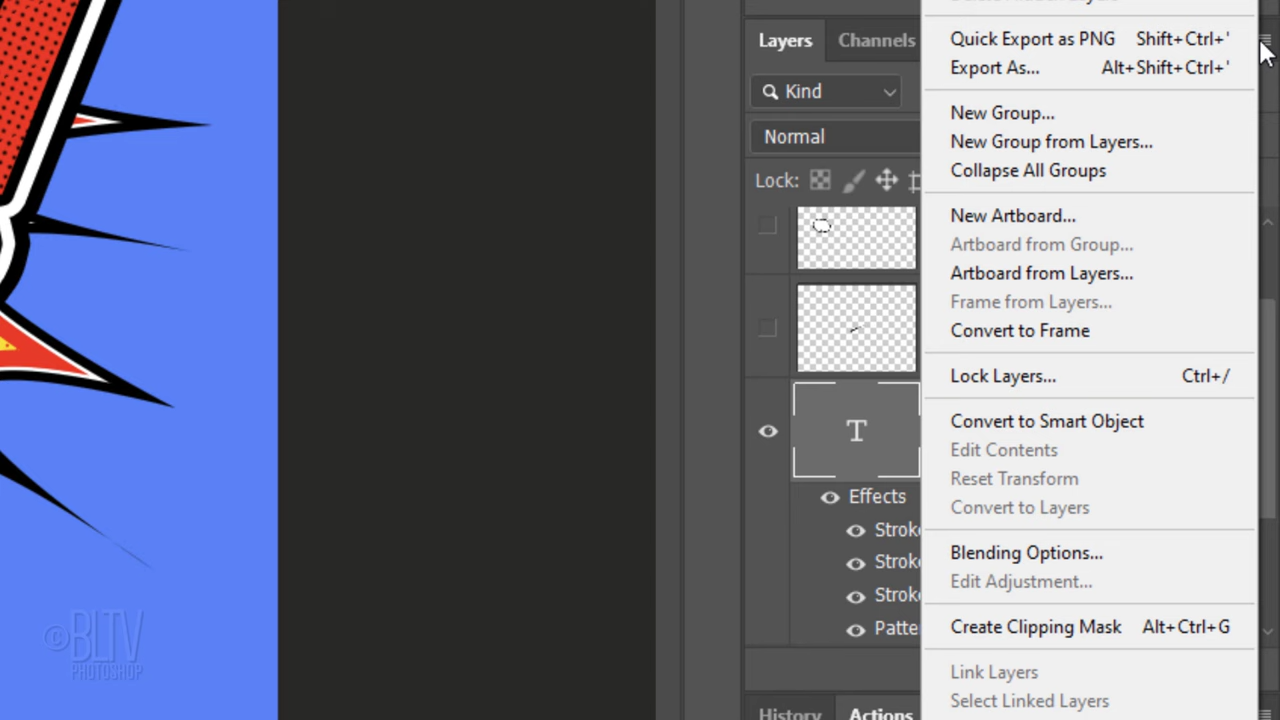 Layers Channels
Kind
Normal
Lock:
T
Effects
Stroke
Stroke
Stroke
Patte
History Actions
Quick Export as PNG Shift+Ctrl+'
Export As... Alt+Shift+Ctrl+'
New Group...
New Group from Layers...
Collapse All Groups
New Artboard...
Artboard from Group...
Artboard from Layers...
Frame from Layers...
Convert to Frame
Lock Layers... Ctrl+/
Convert to Smart Object
Edit Contents
Reset Transform
Convert to Layers
Blending Options...
Edit Adjustment...
Create Clipping Mask Alt+Ctrl+G
Link Layers
Select Linked Layers
©BLTV
PHOTOSHOP